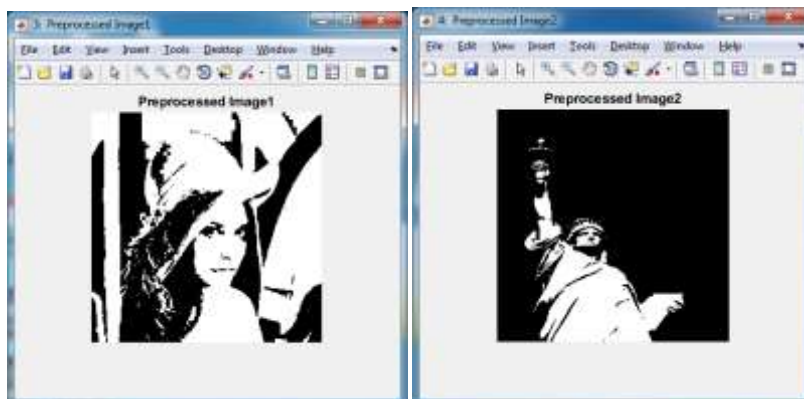 3: Preprocessed Image1
File Edit View Insert Tools Desktop Window Help
Preprocessed Image1
4: Preprocessed Image2
File Edit View Insert Tools Desktop Window Help
Preprocessed Image2